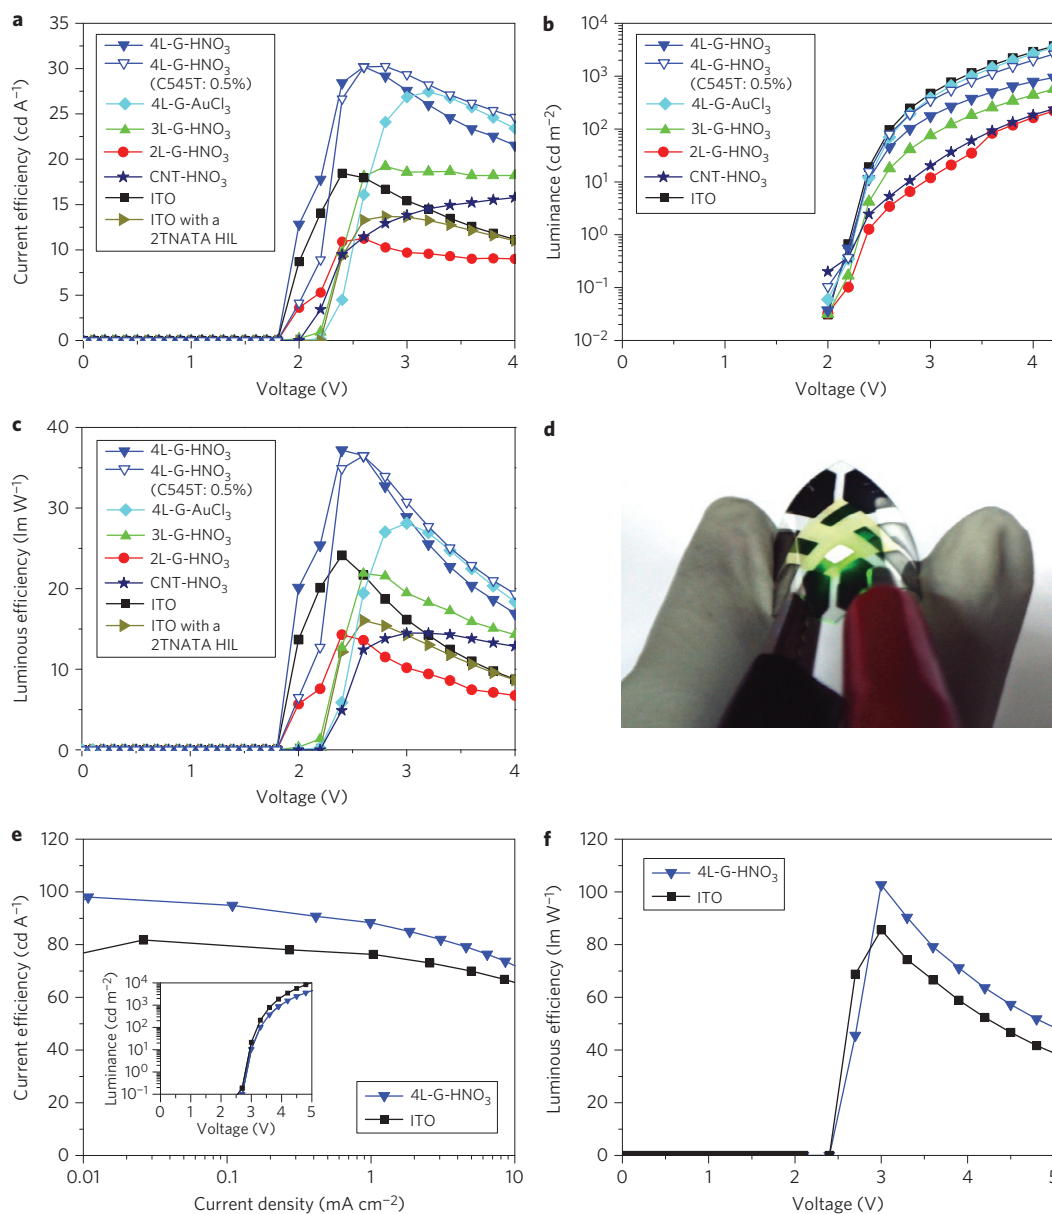 a
35
30
25
20
15
10
5
0
Current efficiency (cd A⁻¹)
4L-G-HNO₃
4L-G-HNO₃
(C545T: 0.5%)
4L-G-AuCl₃
3L-G-HNO₃
2L-G-HNO₃
CNT-HNO₃
ITO
ITO with a
2TNATA HIL
0 1 2 3 4
Voltage (V)
b
10⁴
10³
10²
10¹
10⁰
10⁻¹
10⁻²
Luminance (cd m⁻²)
4L-G-HNO₃
4L-G-HNO₃
(C545T: 0.5%)
4L-G-AuCl₃
3L-G-HNO₃
2L-G-HNO₃
CNT-HNO₃
ITO
0 1 2 3 4
Voltage (V)
c
40
30
20
10
0
Luminous efficiency (lm W⁻¹)
4L-G-HNO₃
4L-G-HNO₃
(C545T: 0.5%)
4L-G-AuCl₃
3L-G-HNO₃
2L-G-HNO₃
CNT-HNO₃
ITO
ITO with a
2TNATA HIL
0 1 2 3 4
Voltage (V)
d
e
120
100
80
60
40
20
0
Current efficiency (cd A⁻¹)
10⁴
10³
10²
10¹
10⁰
10⁻¹
Luminance (cd m⁻²)
0 1 2 3 4 5
Voltage (V)
4L-G-HNO₃
ITO
0.01 0.1 1 10
Current density (mA cm⁻²)
f
120
100
80
60
40
20
0
Luminous efficiency (lm W⁻¹)
4L-G-HNO₃
ITO
0 1 2 3 4 5
Voltage (V)